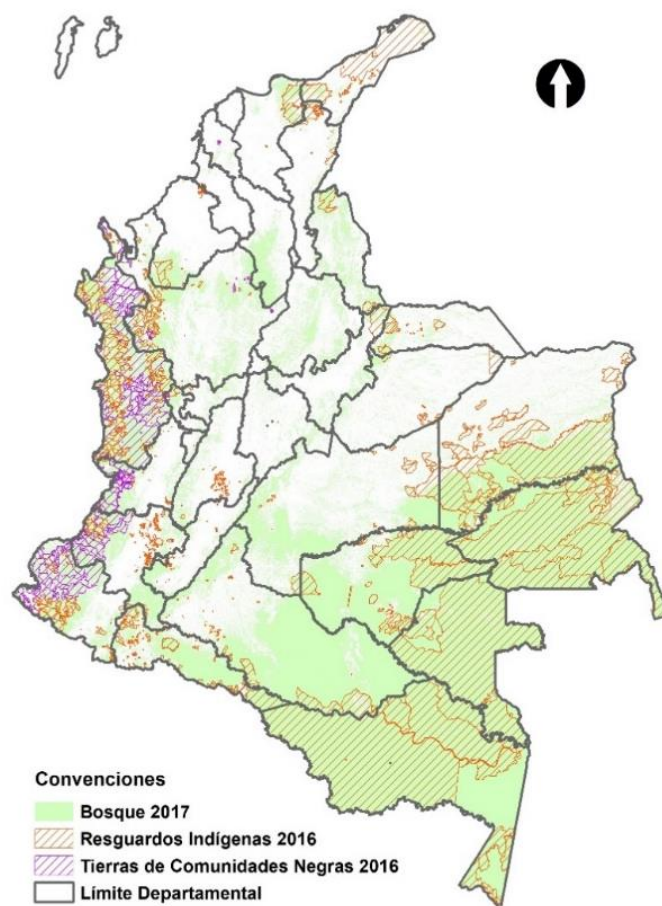 Convenciones
Bosque 2017
Resguardos Indígenas 2016
Tierras de Comunidades Negras 2016
Límite Departamental